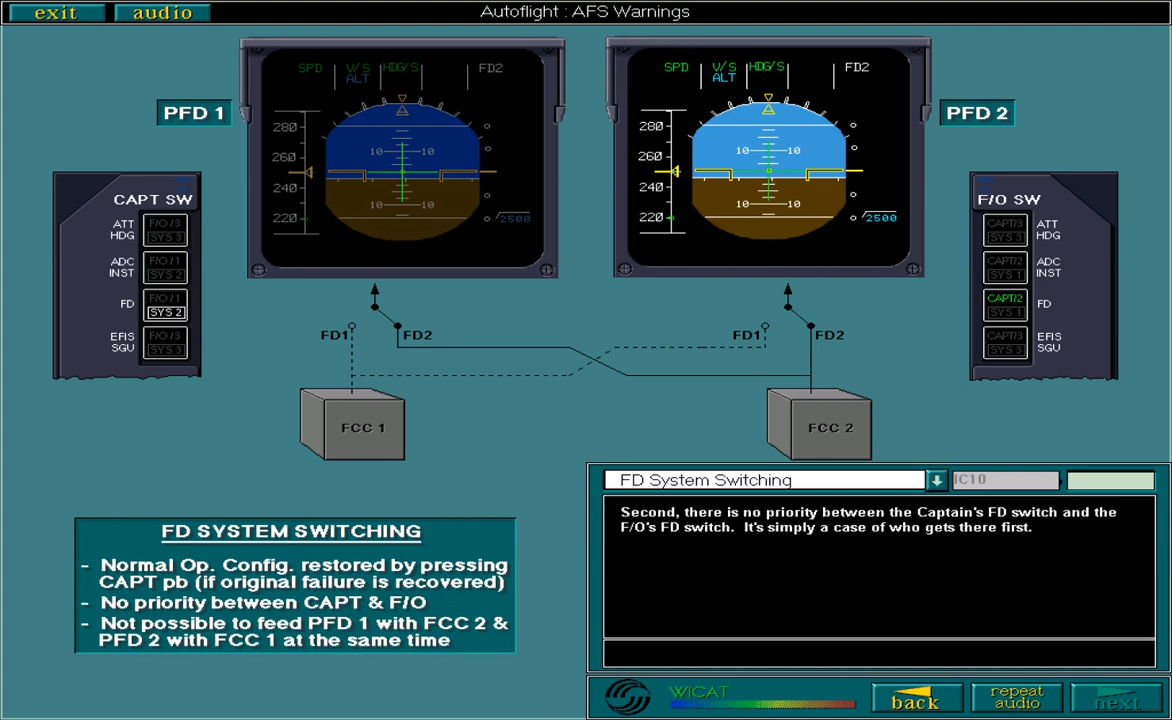 exit
audio
Autoflight : AFS Warnings
SPD
V/S
HDG/S
FD2
ALT
280
260
240
220
10
10
10
10
2500
PFD 1
SPD
V/S
HDG/S
FD2
ALT
280
260
240
220
10
10
10
10
2500
PFD 2
CAPT SW
ATT
HDG
F/O/3
SYS 3
ADC
INST
F/O/1
SYS 2
FD
F/O/1
SYS 2
EFIS
SGU
F/O/3
SYS 3
F/O SW
CAPT/3
SYS 3
ATT
HDG
CAPT/2
SYS 1
ADC
INST
CAPT/2
SYS 1
FD
CAPT/3
SYS 3
EFIS
SGU
FD1
FD2
FD1
FD2
FCC 1
FCC 2
FD System Switching
IC10
Second, there is no priority between the Captain's FD switch and the
F/O's FD switch. It's simply a case of who gets there first.
FD SYSTEM SWITCHING
- Normal Op. Config. restored by pressing
CAPT pb (if original failure is recovered)
- No priority between CAPT & F/O
- Not possible to feed PFD 1 with FCC 2 &
PFD 2 with FCC 1 at the same time
WICAT
back
repeat
audio
next